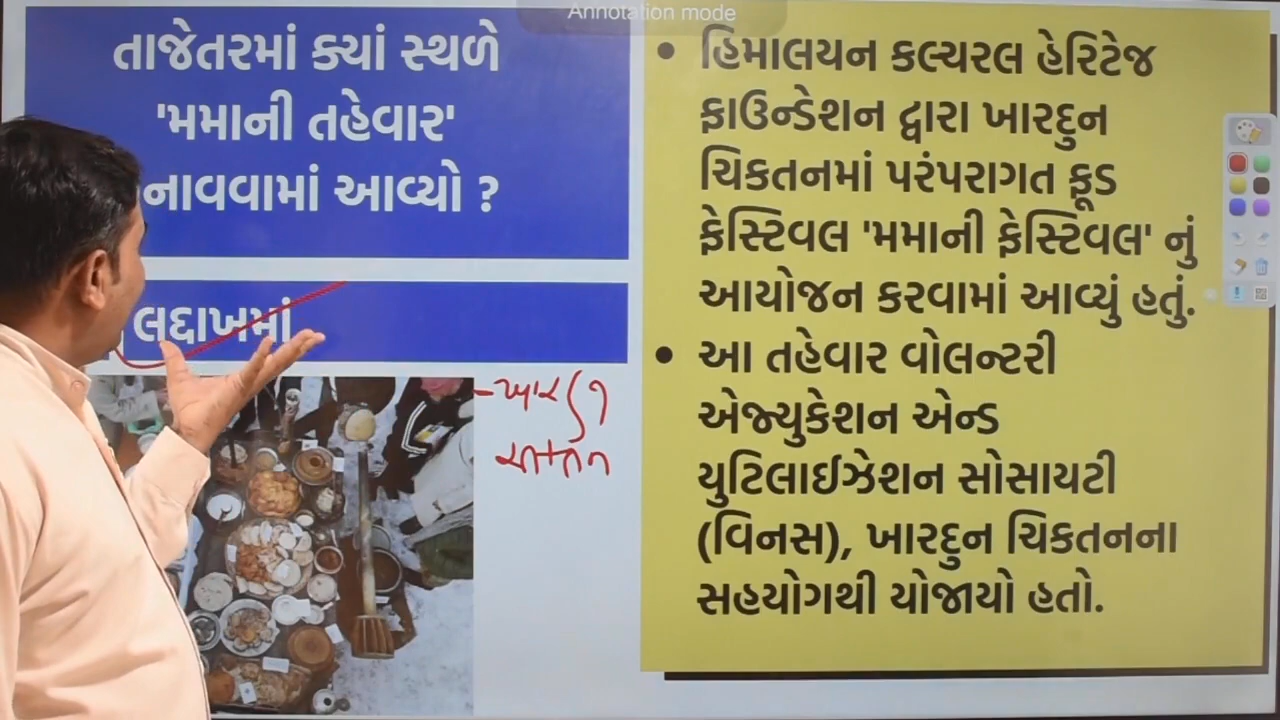 Annotation mode
તાજેતરમાં ક્યાં સ્થળે
'મમાની તહેવાર'
નાવવામાં આવ્યો ?
લદ્દાખમાં
• હિમાલયન કલ્ચરલ હેરિટેજ
ફાઉન્ડેશન દ્વારા ખારદુન
ચિકતનમાં પરંપરાગત ફૂડ
ફેસ્ટિવલ 'મમાની ફેસ્ટિવલ' નું
આયોજન કરવામાં આવ્યું હતું.
• આ તહેવાર વોલન્ટરી
એજ્યુકેશન એન્ડ
યુટિલાઈઝેશન સોસાયટી
(વિનસ), ખારદુન ચિકતનના
સહયોગથી યોજાયો હતો.